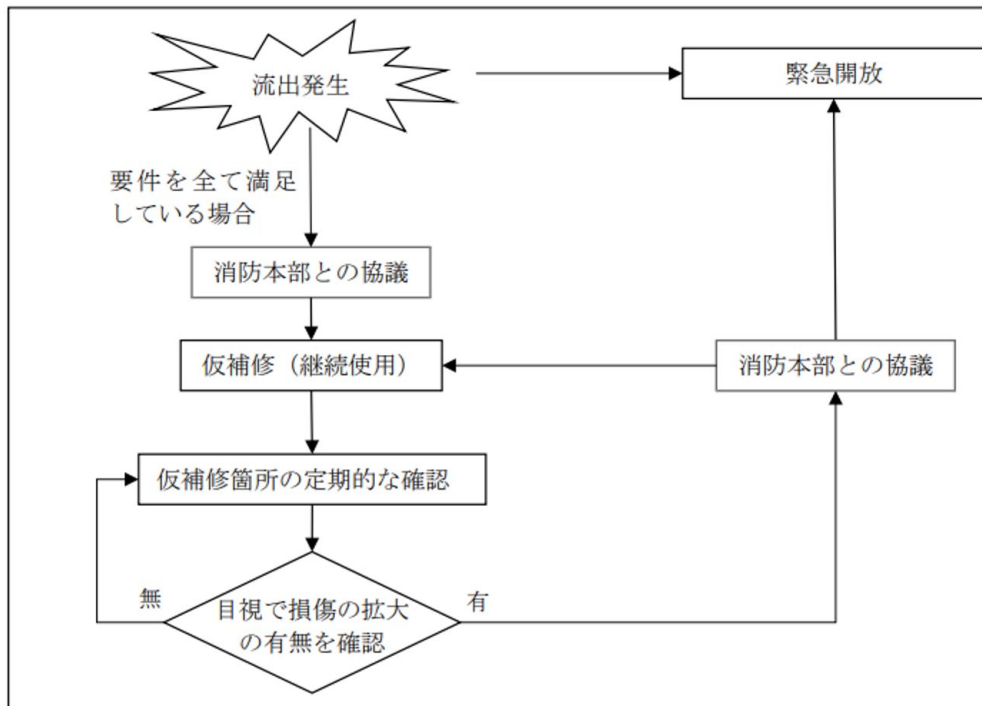 流出発生
緊急開放
要件を全て満足
している場合
消防本部との協議
仮補修（継続使用）
消防本部との協議
仮補修箇所の定期的な確認
無
目視で損傷の拡大
の有無を確認
有